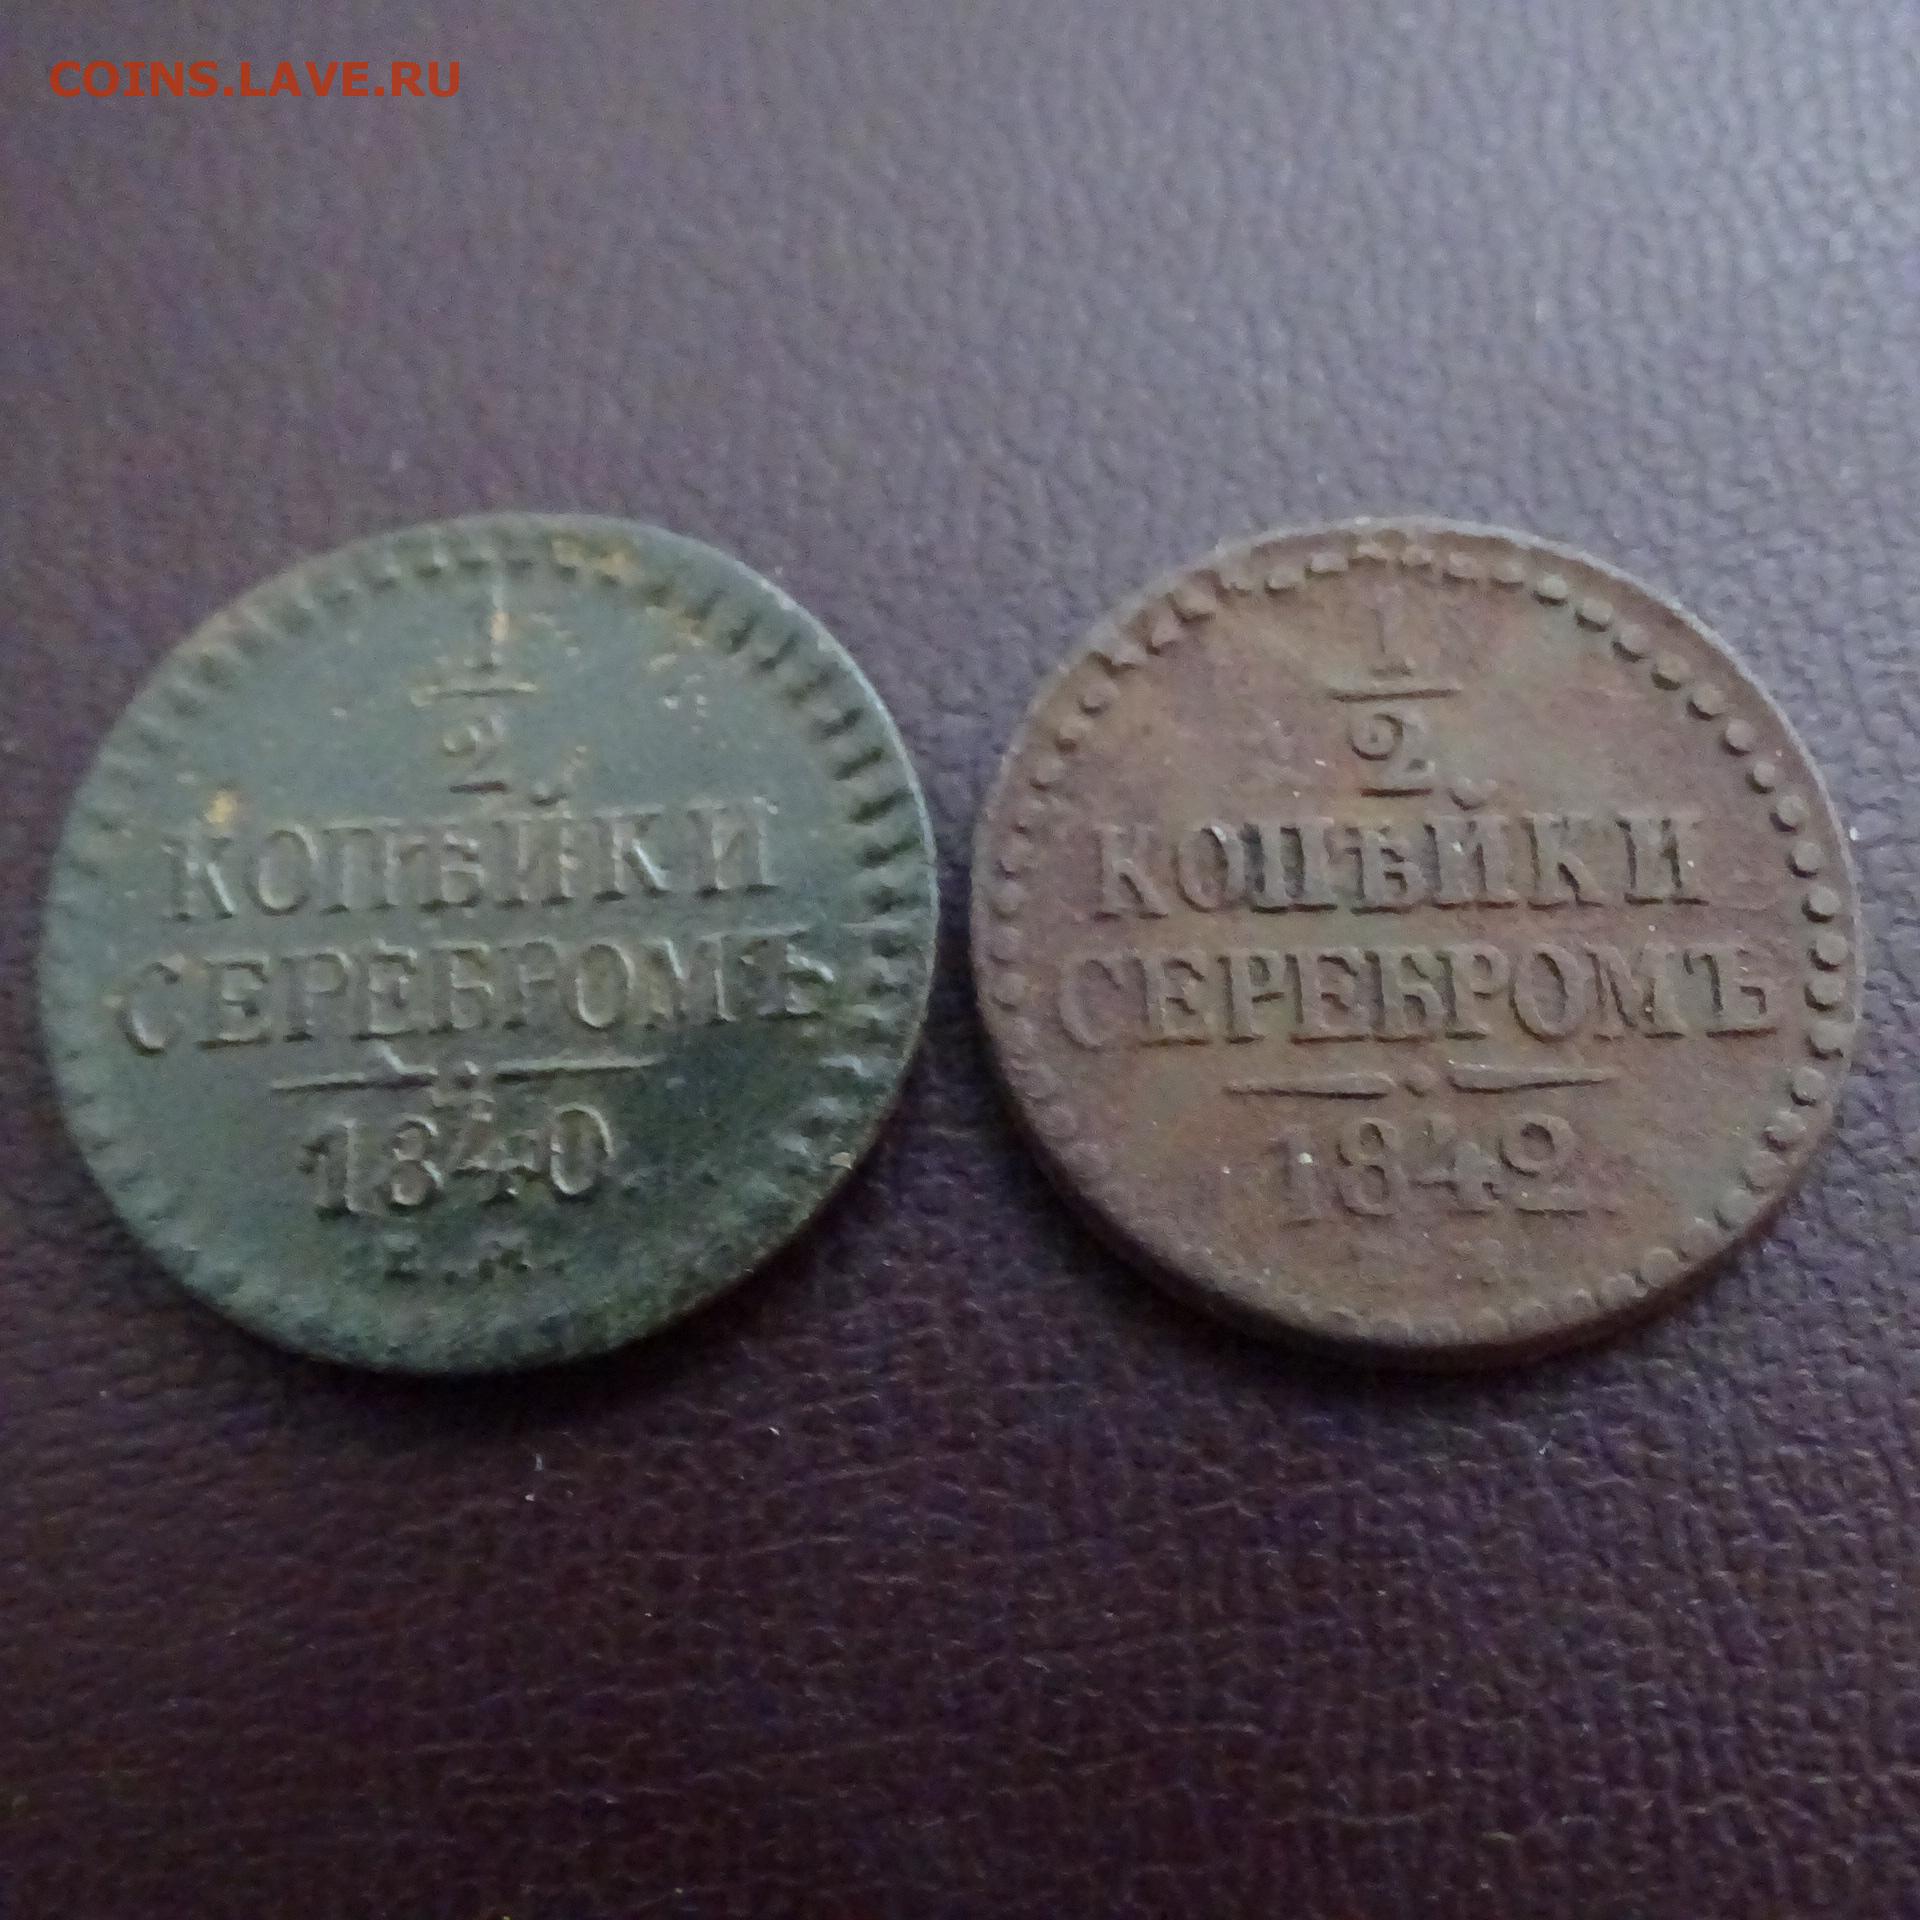 COINS.LAVE.RU
1
2
КОПѢЙКИ
СЕРЕБРОМЪ
1840
Е.М.
1
2
КОПѢЙКИ
СЕРЕБРОМЪ
1842